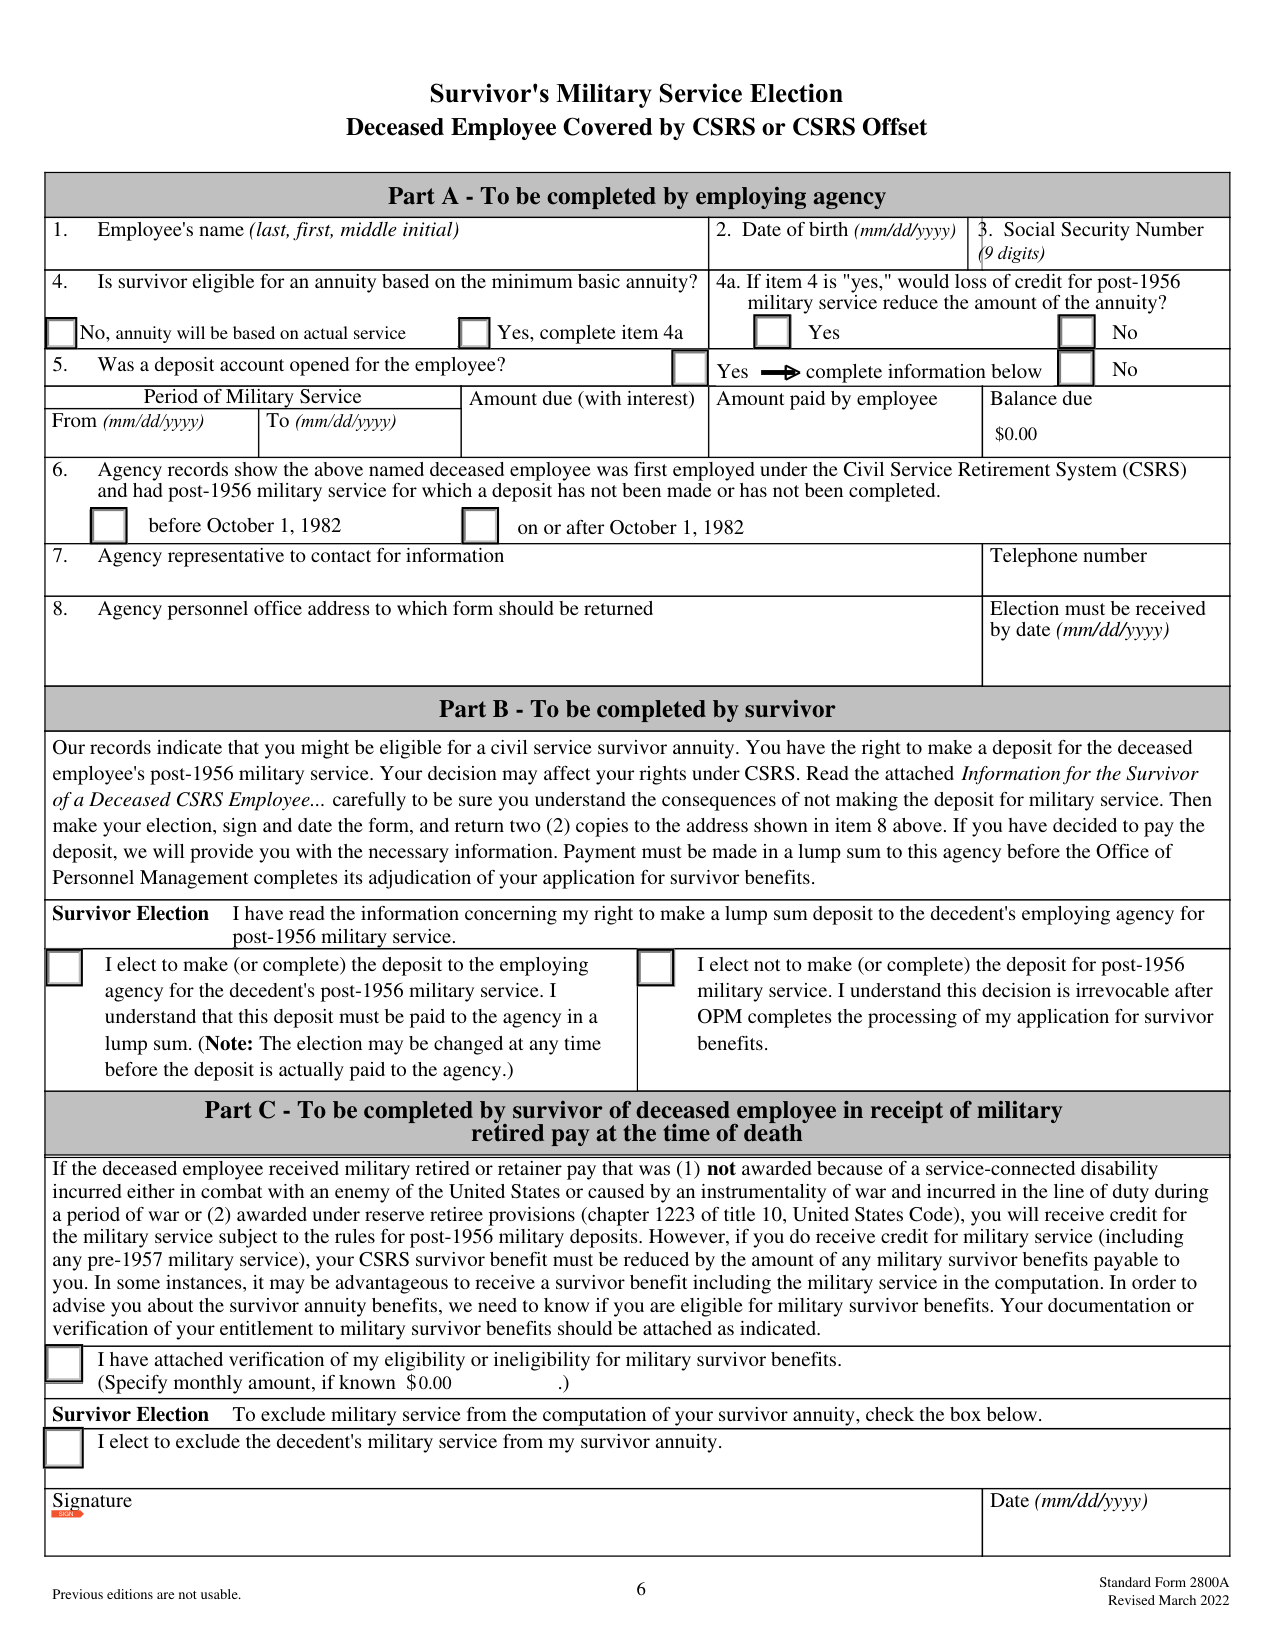 Survivor's Military Service Election
Deceased Employee Covered by CSRS or CSRS Offset
Part A - To be completed by employing agency
1. Employee's name (last, first, middle initial)
2. Date of birth (mm/dd/yyyy)
3. Social Security Number
(9 digits)
4. Is survivor eligible for an annuity based on the minimum basic annuity?
No, annuity will be based on actual service
Yes, complete item 4a
4a. If item 4 is "yes," would loss of credit for post-1956
military service reduce the amount of the annuity?
Yes
No
5. Was a deposit account opened for the employee?
Yes
complete information below
No
Period of Military Service
From (mm/dd/yyyy)
To (mm/dd/yyyy)
Amount due (with interest)
Amount paid by employee
Balance due
$0.00
6. Agency records show the above named deceased employee was first employed under the Civil Service Retirement System (CSRS)
and had post-1956 military service for which a deposit has not been made or has not been completed.
before October 1, 1982
on or after October 1, 1982
7. Agency representative to contact for information
Telephone number
8. Agency personnel office address to which form should be returned
Election must be received
by date (mm/dd/yyyy)
Part B - To be completed by survivor
Our records indicate that you might be eligible for a civil service survivor annuity. You have the right to make a deposit for the deceased
employee's post-1956 military service. Your decision may affect your rights under CSRS. Read the attached Information for the Survivor
of a Deceased CSRS Employee... carefully to be sure you understand the consequences of not making the deposit for military service. Then
make your election, sign and date the form, and return two (2) copies to the address shown in item 8 above. If you have decided to pay the
deposit, we will provide you with the necessary information. Payment must be made in a lump sum to this agency before the Office of
Personnel Management completes its adjudication of your application for survivor benefits.
Survivor Election I have read the information concerning my right to make a lump sum deposit to the decedent's employing agency for
post-1956 military service.
I elect to make (or complete) the deposit to the employing
agency for the decedent's post-1956 military service. I
understand that this deposit must be paid to the agency in a
lump sum. (Note: The election may be changed at any time
before the deposit is actually paid to the agency.)
I elect not to make (or complete) the deposit for post-1956
military service. I understand this decision is irrevocable after
OPM completes the processing of my application for survivor
benefits.
Part C - To be completed by survivor of deceased employee in receipt of military
retired pay at the time of death
If the deceased employee received military retired or retainer pay that was (1) not awarded because of a service-connected disability
incurred either in combat with an enemy of the United States or caused by an instrumentality of war and incurred in the line of duty during
a period of war or (2) awarded under reserve retiree provisions (chapter 1223 of title 10, United States Code), you will receive credit for
the military service subject to the rules for post-1956 military deposits. However, if you do receive credit for military service (including
any pre-1957 military service), your CSRS survivor benefit must be reduced by the amount of any military survivor benefits payable to
you. In some instances, it may be advantageous to receive a survivor benefit including the military service in the computation. In order to
advise you about the survivor annuity benefits, we need to know if you are eligible for military survivor benefits. Your documentation or
verification of your entitlement to military survivor benefits should be attached as indicated.
I have attached verification of my eligibility or ineligibility for military survivor benefits.
(Specify monthly amount, if known $0.00 .)
Survivor Election To exclude military service from the computation of your survivor annuity, check the box below.
I elect to exclude the decedent's military service from my survivor annuity.
Signature
SIGN
Date (mm/dd/yyyy)
Previous editions are not usable.
6
Standard Form 2800A
Revised March 2022